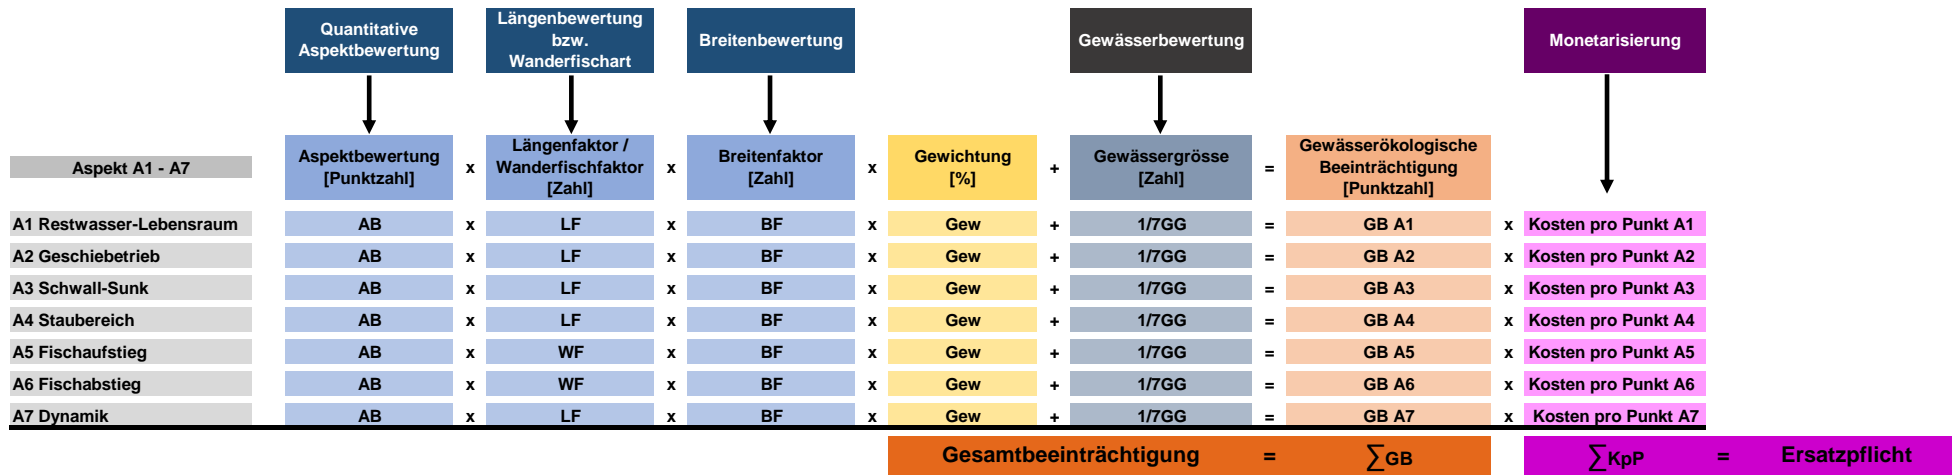 Quantitative
Aspektbewertung
Längenbewertung
bzw.
Wanderfischart
Breitenbewertung
Gewässerbewertung
Monetarisierung
Aspekt A1 - A7
Aspektbewertung
[Punktzahl]
x
Längenfaktor /
Wanderfischfaktor
[Zahl]
x
Breitenfaktor
[Zahl]
x
Gewichtung
[%]
+
Gewässergrösse
[Zahl]
=
Gewässerökologische
Beeinträchtigung
[Punktzahl]
A1 Restwasser-Lebensraum AB x LF x BF x Gew + 1/7GG = GB A1 x Kosten pro Punkt A1
A2 Geschiebetrieb AB x LF x BF x Gew + 1/7GG = GB A2 x Kosten pro Punkt A2
A3 Schwall-Sunk AB x LF x BF x Gew + 1/7GG = GB A3 x Kosten pro Punkt A3
A4 Staubereich AB x LF x BF x Gew + 1/7GG = GB A4 x Kosten pro Punkt A4
A5 Fischaufstieg AB x WF x BF x Gew + 1/7GG = GB A5 x Kosten pro Punkt A5
A6 Fischabstieg AB x WF x BF x Gew + 1/7GG = GB A6 x Kosten pro Punkt A6
A7 Dynamik AB x LF x BF x Gew + 1/7GG = GB A7 x Kosten pro Punkt A7
Gesamtbeeinträchtigung = ∑GB
∑KpP = Ersatzpflicht